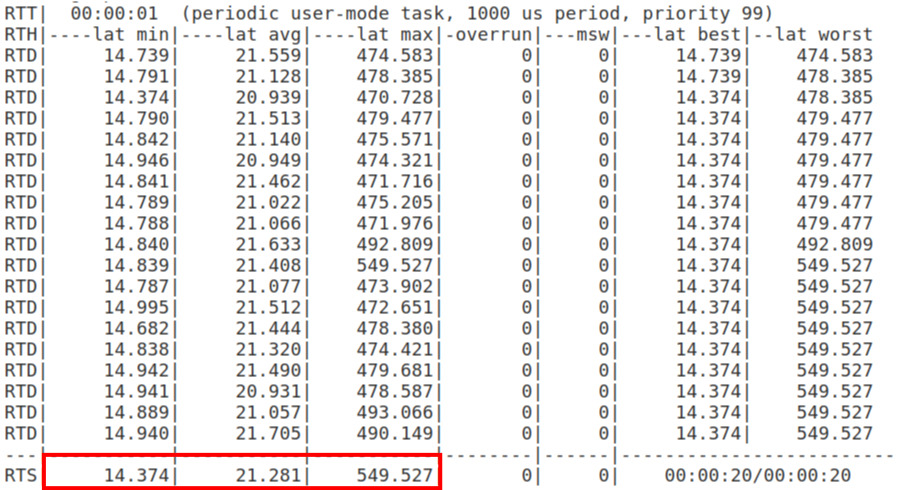 RTT|  00:00:01  (periodic user-mode task, 1000 us period, priority 99)
RTH|----lat min|----lat avg|----lat max|-overrun|---msw|---lat best|--lat worst
RTD|     14.739|     21.559|    474.583|       0|     0|     14.739|    474.583
RTD|     14.791|     21.128|    478.385|       0|     0|     14.739|    478.385
RTD|     14.374|     20.939|    470.728|       0|     0|     14.374|    478.385
RTD|     14.790|     21.513|    479.477|       0|     0|     14.374|    479.477
RTD|     14.842|     21.140|    475.571|       0|     0|     14.374|    479.477
RTD|     14.946|     20.949|    474.321|       0|     0|     14.374|    479.477
RTD|     14.841|     21.462|    471.716|       0|     0|     14.374|    479.477
RTD|     14.789|     21.022|    475.205|       0|     0|     14.374|    479.477
RTD|     14.788|     21.066|    471.976|       0|     0|     14.374|    479.477
RTD|     14.840|     21.633|    492.809|       0|     0|     14.374|    492.809
RTD|     14.839|     21.408|    549.527|       0|     0|     14.374|    549.527
RTD|     14.787|     21.077|    473.902|       0|     0|     14.374|    549.527
RTD|     14.995|     21.512|    472.651|       0|     0|     14.374|    549.527
RTD|     14.682|     21.444|    478.380|       0|     0|     14.374|    549.527
RTD|     14.838|     21.320|    474.421|       0|     0|     14.374|    549.527
RTD|     14.942|     21.490|    479.681|       0|     0|     14.374|    549.527
RTD|     14.941|     20.931|    478.587|       0|     0|     14.374|    549.527
RTD|     14.889|     21.057|    493.066|       0|     0|     14.374|    549.527
RTD|     14.940|     21.705|    490.149|       0|     0|     14.374|    549.527
---|-----------|-----------|-----------|--------|------|-------------------------
RTS|     14.374|     21.281|    549.527|       0|     0|    00:00:20/00:00:20